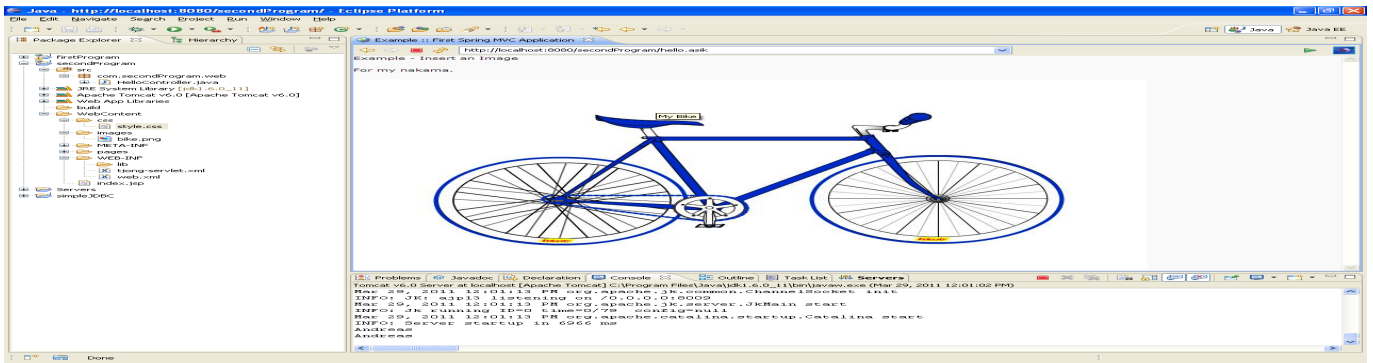 Java - http://localhost:8080/secondProgram/ - Eclipse Platform
File Edit Navigate Search Project Run Window Help
Java Java EE
Package Explorer Hierarchy
Example :: First Spring MVC Application
http://localhost:8080/secondProgram/hello.asik
firstProgram
secondProgram
src
com.secondProgram.web
HelloController.java
JRE System Library [jdk1.6.0_11]
Apache Tomcat v6.0 [Apache Tomcat v6.0]
Web App Libraries
build
WebContent
css
style.css
images
bike.png
META-INF
pages
WEB-INF
lib
tjong-servlet.xml
web.xml
index.jsp
Servers
simpleJDBC
Example - Insert an Image
For my nakama.
My Bike
Problems Javadoc Declaration Console Outline Task List Servers
Tomcat v6.0 Server at localhost [Apache Tomcat] C:\Program Files\Java\jdk1.6.0_11\bin\javaw.exe (Mar 29, 2011 12:01:02 PM)
Mar 29, 2011 12:01:13 PM org.apache.jk.common.ChannelSocket init
INFO: JK: ajp13 listening on /0.0.0.0:8009
Mar 29, 2011 12:01:13 PM org.apache.jk.server.JkMain start
INFO: Jk running ID=0 time=0/79 config=null
Mar 29, 2011 12:01:13 PM org.apache.catalina.startup.Catalina start
INFO: Server startup in 6966 ms
Andreas
Andreas
Done